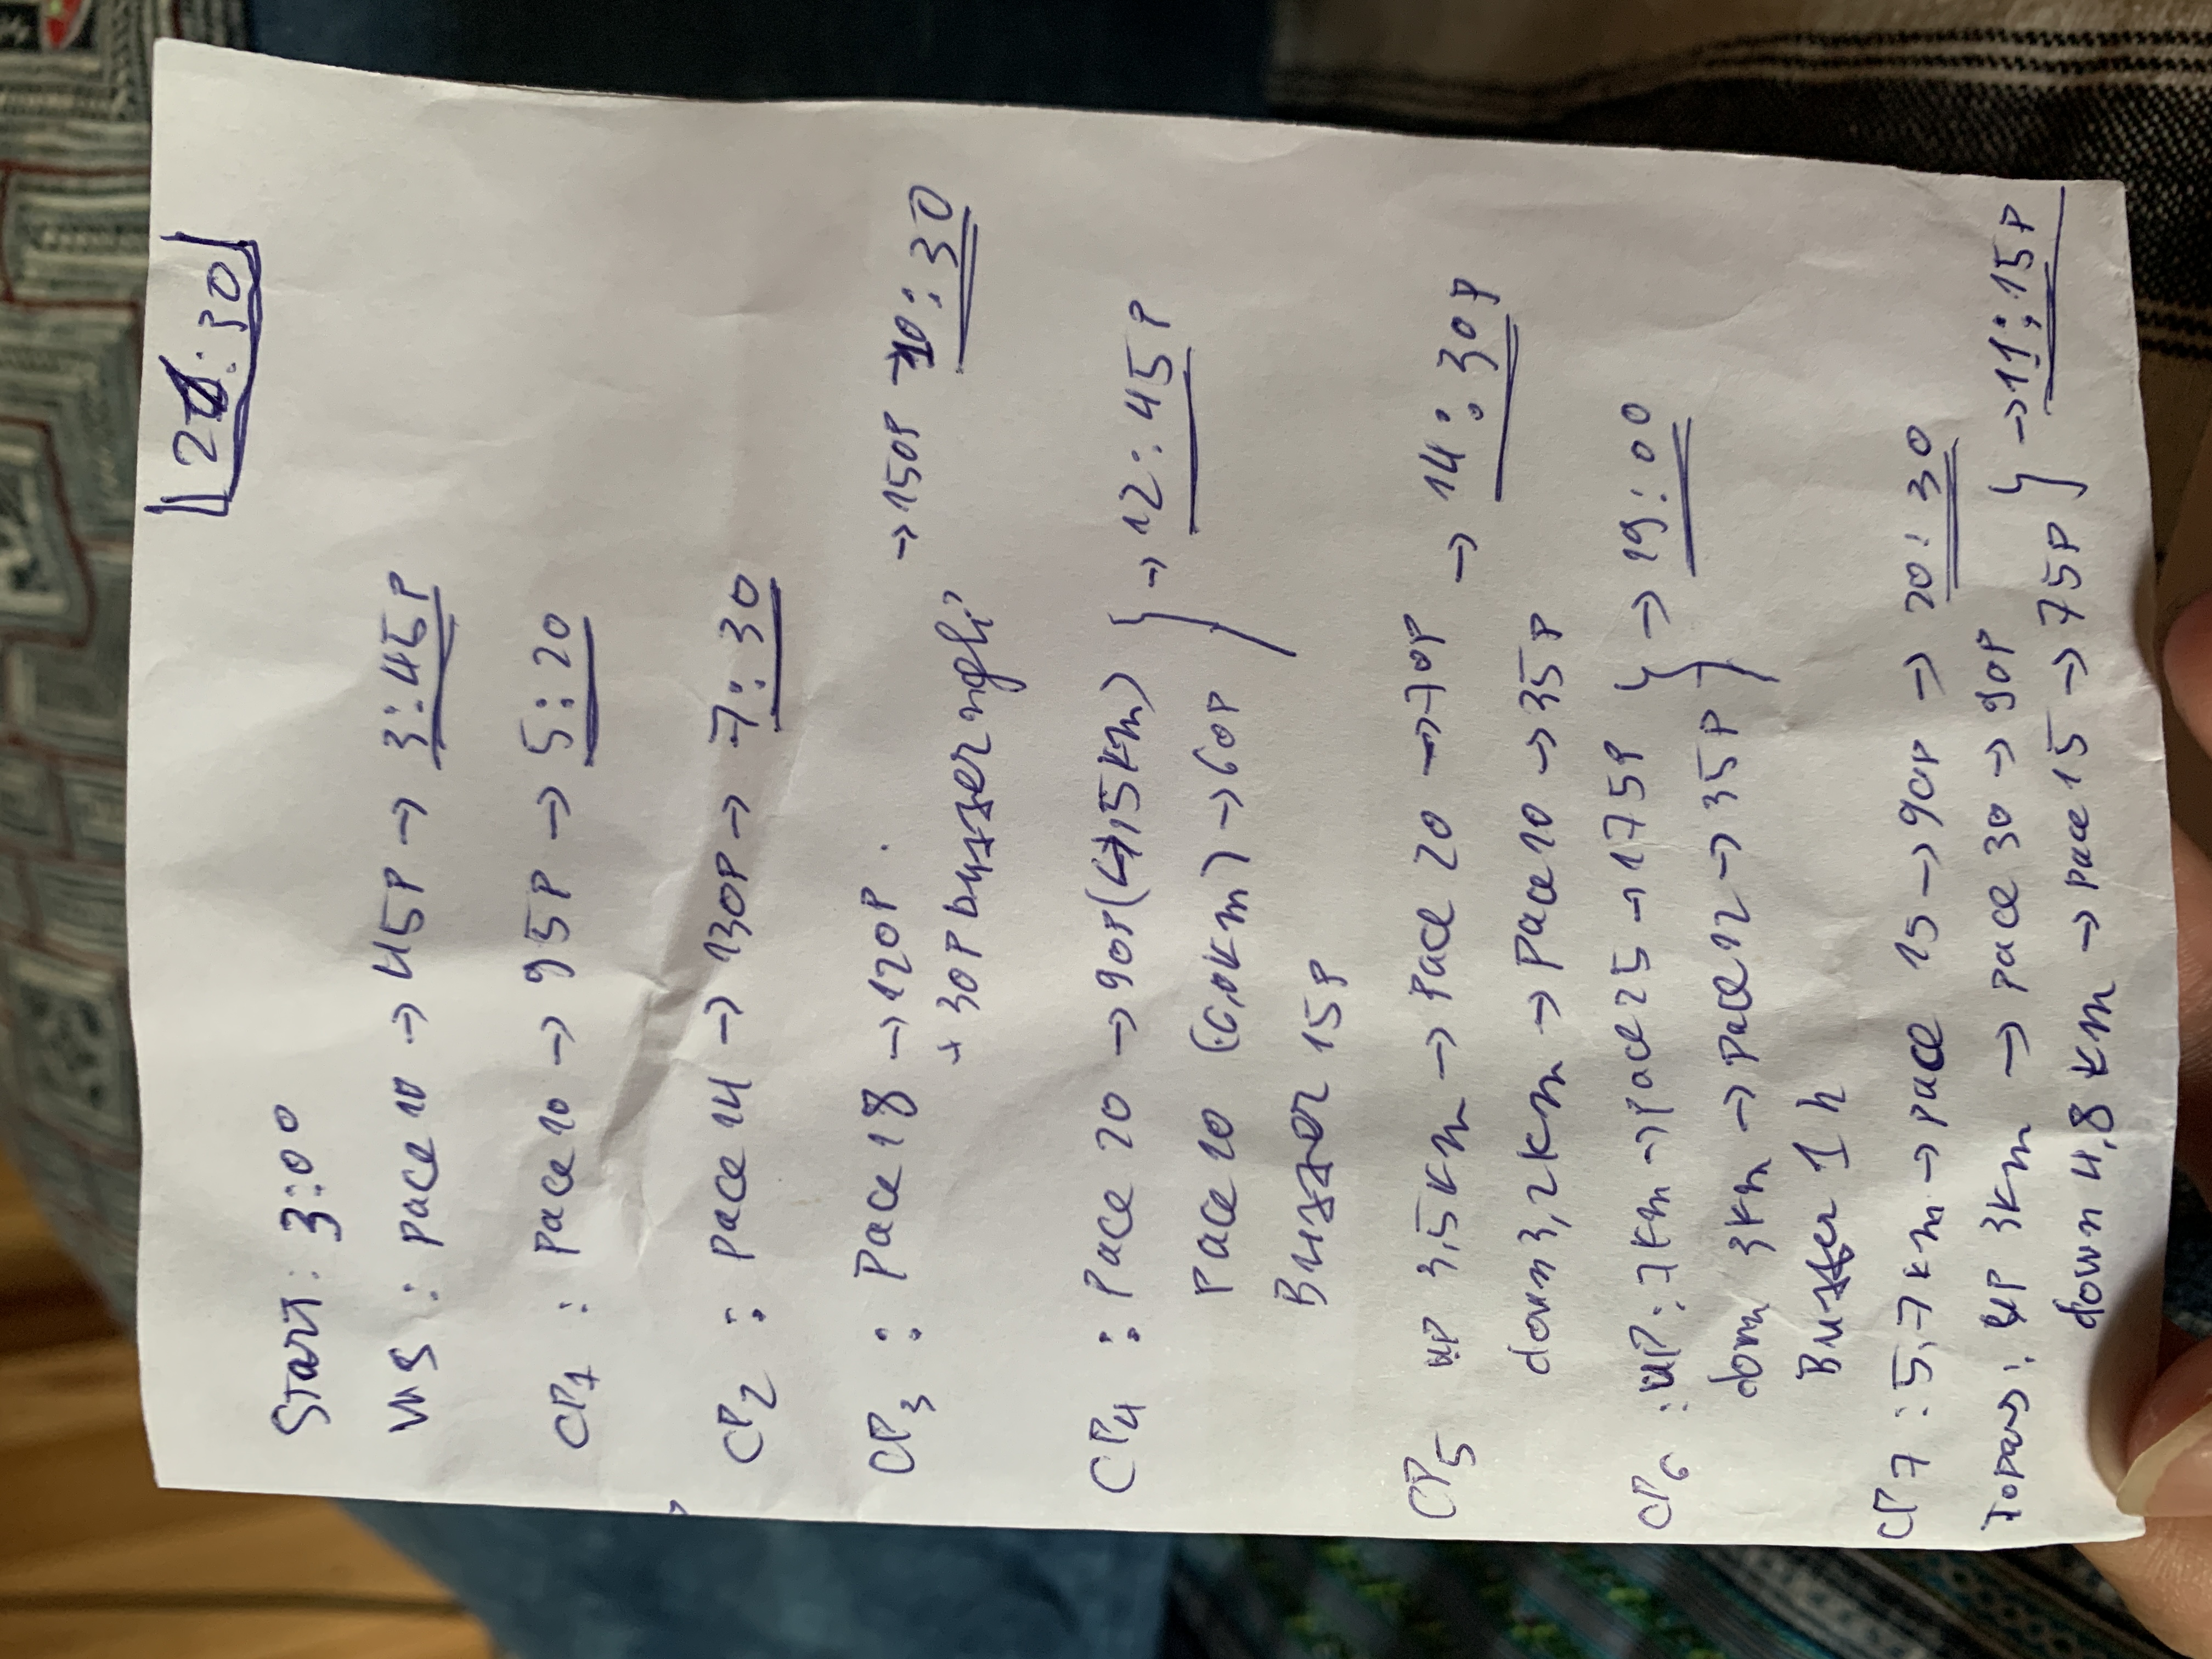 2:30
Start: 3:00
WS : pace 10 → 45P → 3:45P
CP1 : pace 10 → 95P → 5:20
CP2 : pace 14 → 130P → 7:30
CP3 : Pace 18 → 120P → 150P → 10:30
+ 30P buffer nghỉ
CP4 : Pace 20 → 90P (4,5km) → 12:45P
Pace 10 (6,0km) → 60P
Buffer 15P
CP5 up 3,5km → Pace 20 → 70P → 14:30P
down 3,2km → pace 10 → 35P
CP6 : UP: 7km → pace 25 → 175P → 19:00
down 3km → pace 12 → 35P
Buffer 1h
CP7 : 5,7km → pace 15 → 90P → 20:30
Topas : UP 3km → pace 30 → 90P → 11:15P
down 4,8 km → pace 15 → 75P